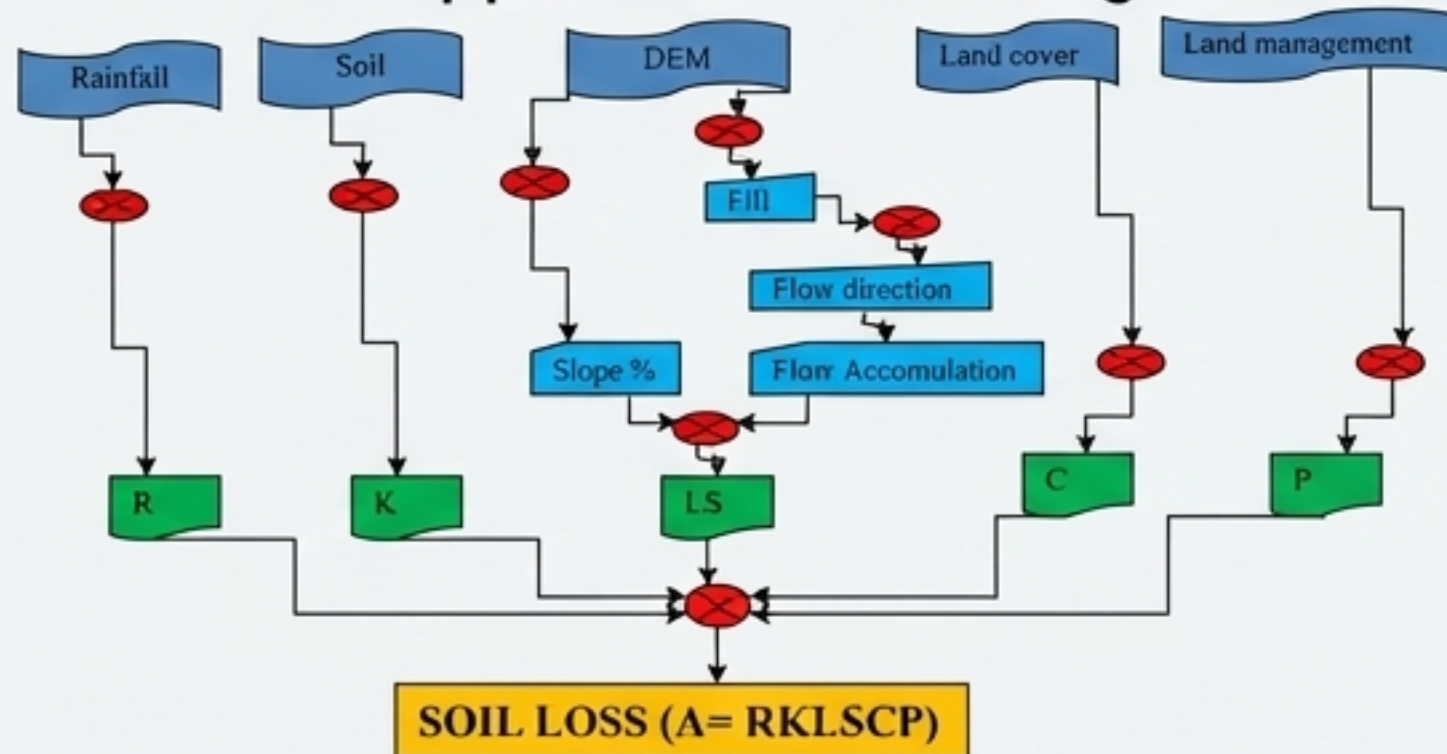 Rainfall
Soil
DEM
Land cover
Land management
Fill
Flow direction
Slope %
Flow Accomulation
R
K
LS
C
P
SOIL LOSS (A= RKLSCP)